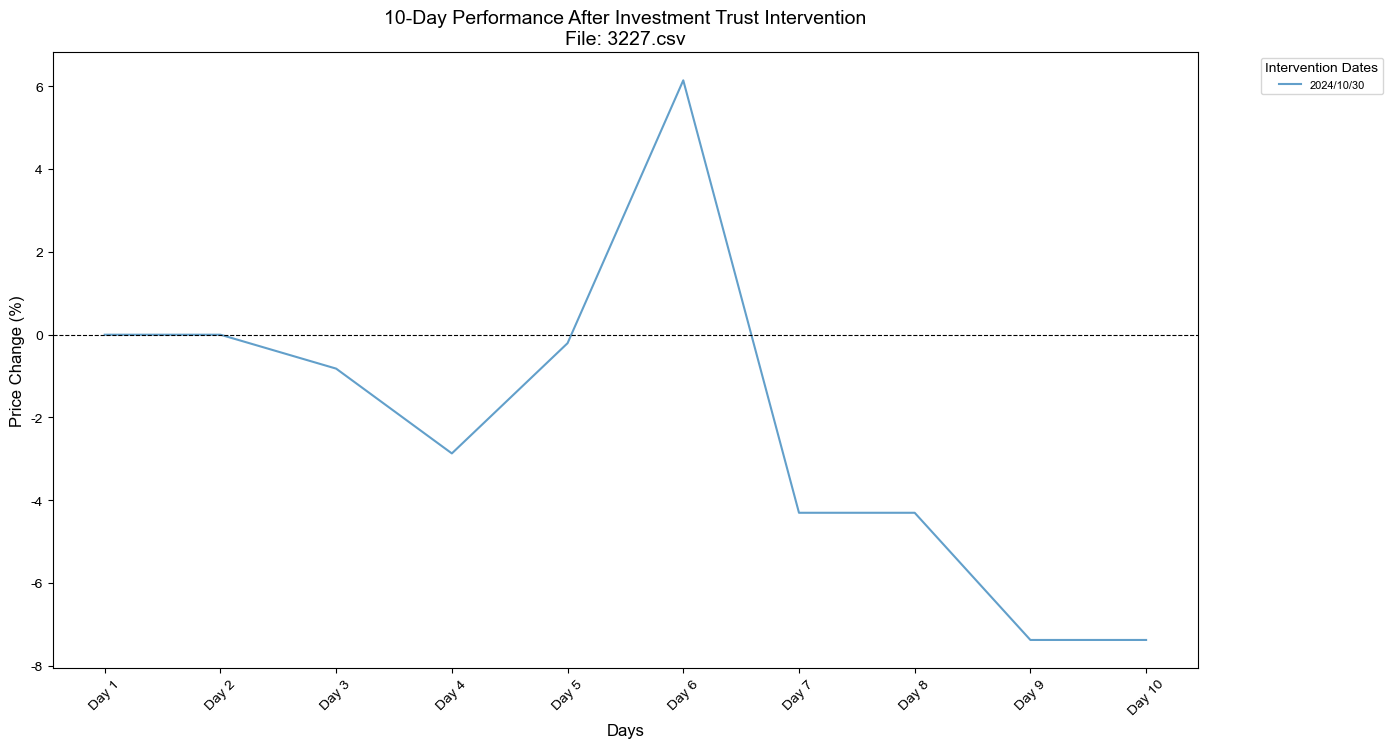 10-Day Performance After Investment Trust Intervention
File: 3227.csv
Intervention Dates
2024/10/30
Price Change (%)
6
4
2
0
-2
-4
-6
-8
Day 1
Day 2
Day 3
Day 4
Day 5
Day 6
Day 7
Day 8
Day 9
Day 10
Days